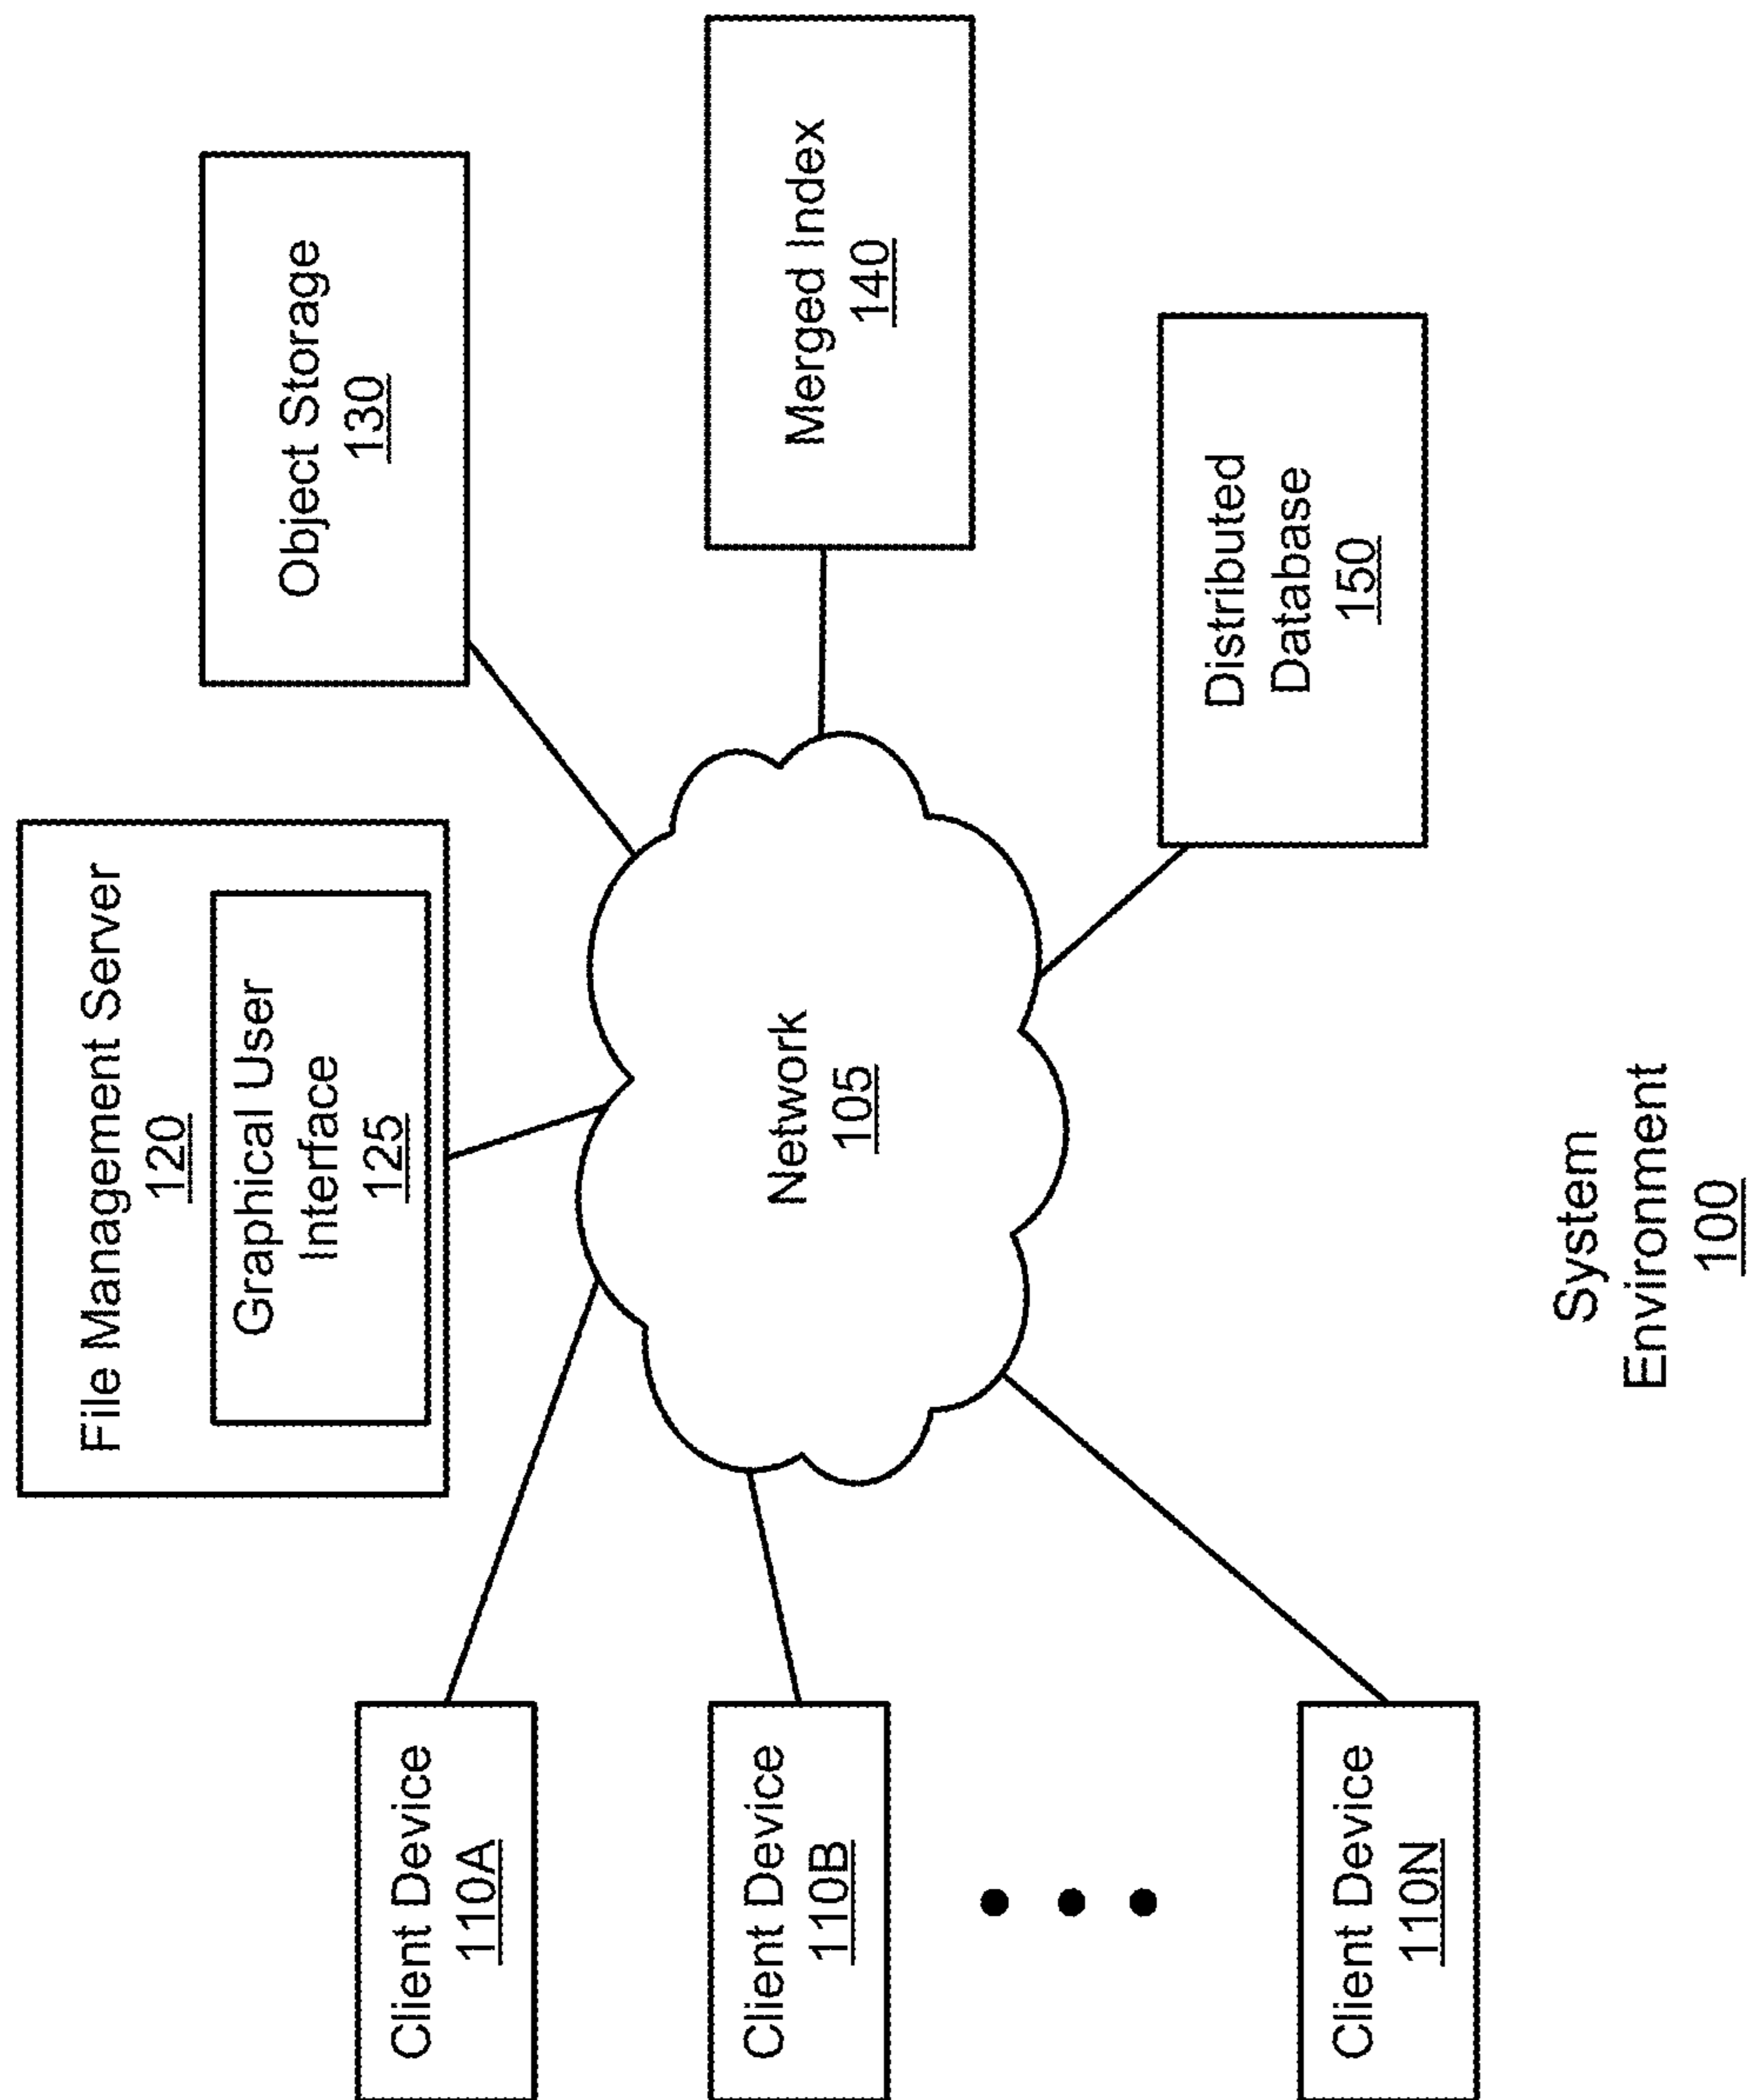 File Management Server
120
Graphical User
Interface
125
Object Storage
130
Client Device
110A
Client Device
110B
Network
105
Merged Index
140
Client Device
110N
Distributed
Database
150
System
Environment
100